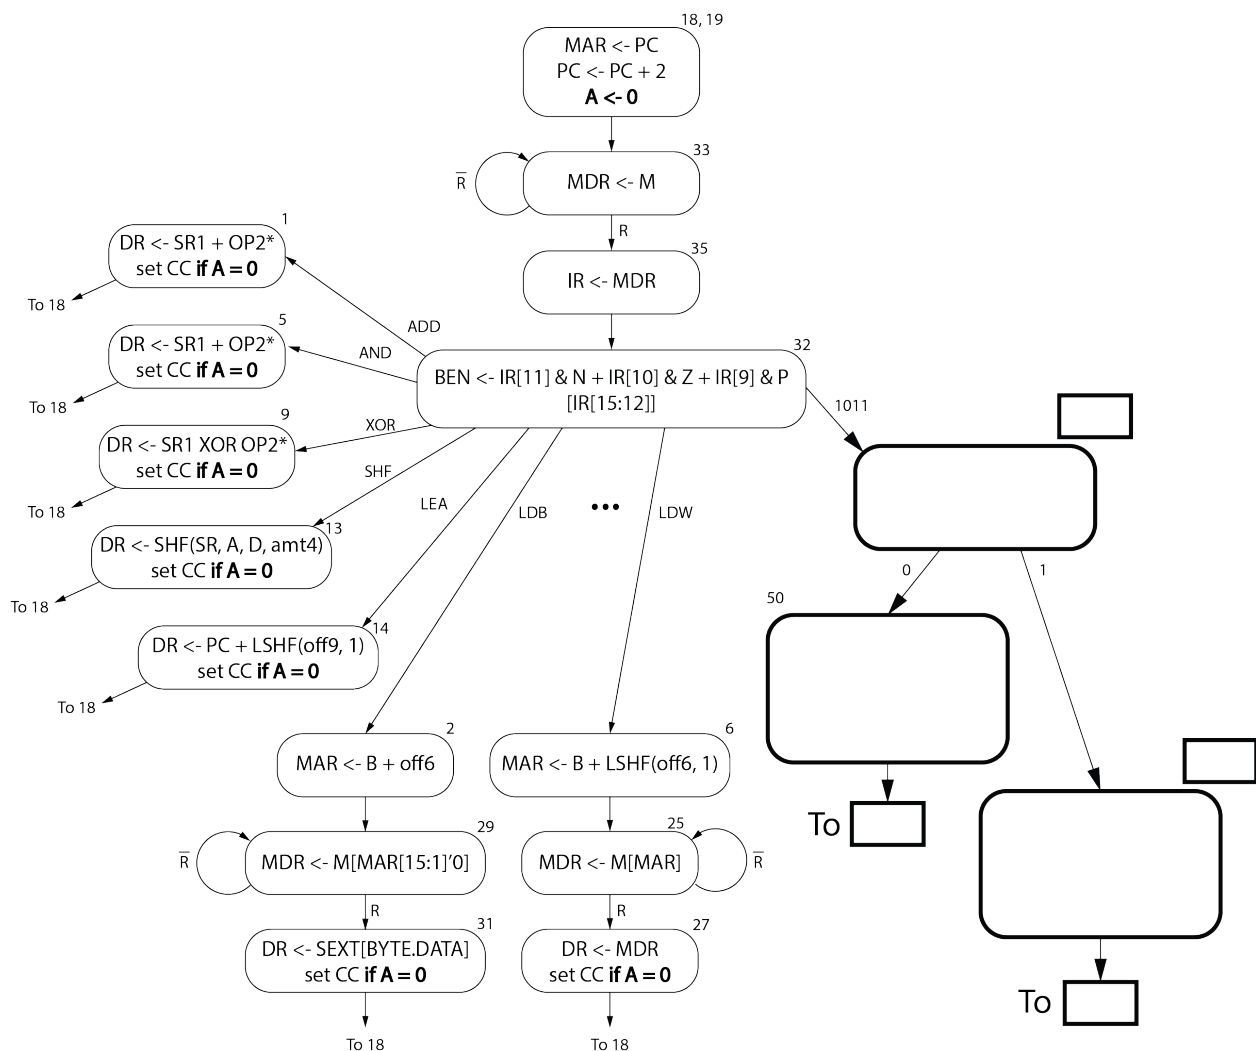 18, 19
MAR <- PC
PC <- PC + 2
A <- 0
33
R̅
MDR <- M
R
1
DR <- SR1 + OP2*
set CC if A = 0
To 18
35
IR <- MDR
ADD
5
DR <- SR1 + OP2*
set CC if A = 0
To 18
AND
32
BEN <- IR[11] & N + IR[10] & Z + IR[9] & P
[IR[15:12]]
1011
9
DR <- SR1 XOR OP2*
set CC if A = 0
To 18
XOR
SHF
LEA
LDB
•••
LDW
13
DR <- SHF(SR, A, D, amt4)
set CC if A = 0
To 18
0
1
50
14
DR <- PC + LSHF(off9, 1)
set CC if A = 0
To 18
2
MAR <- B + off6
6
MAR <- B + LSHF(off6, 1)
29
R̅
MDR <- M[MAR[15:1]'0]
R
25
MDR <- M[MAR]
R̅
R
To
31
DR <- SEXT[BYTE.DATA]
set CC if A = 0
To 18
27
DR <- MDR
set CC if A = 0
To 18
To